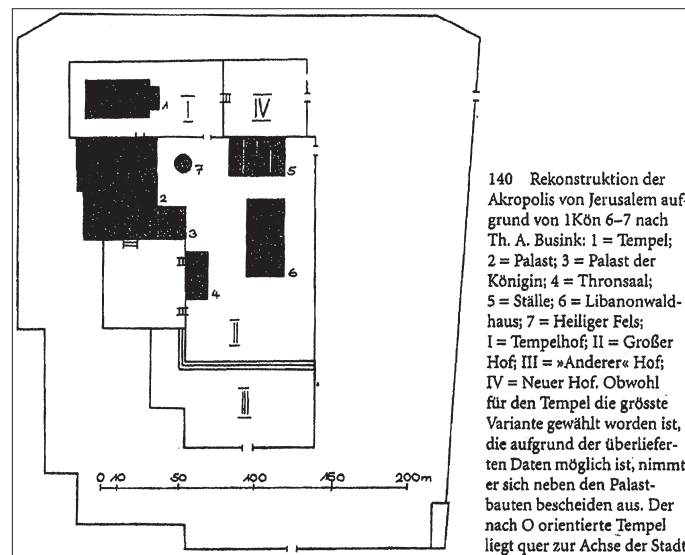 1
I
IV
7
5
2
3
6
4
II
III
0 10 50 100 150 200m
140 Rekonstruktion der
Akropolis von Jerusalem auf-
grund von 1Kön 6–7 nach
Th. A. Busink: 1 = Tempel;
2 = Palast; 3 = Palast der
Königin; 4 = Thronsaal;
5 = Ställe; 6 = Libanonwald-
haus; 7 = Heiliger Fels;
I = Tempelhof; II = Großer
Hof; III = »Anderer« Hof;
IV = Neuer Hof. Obwohl
für den Tempel die grösste
Variante gewählt worden ist,
die aufgrund der überliefer-
ten Daten möglich ist, nimmt
er sich neben den Palast-
bauten bescheiden aus. Der
nach O orientierte Tempel
liegt quer zur Achse der Stadt